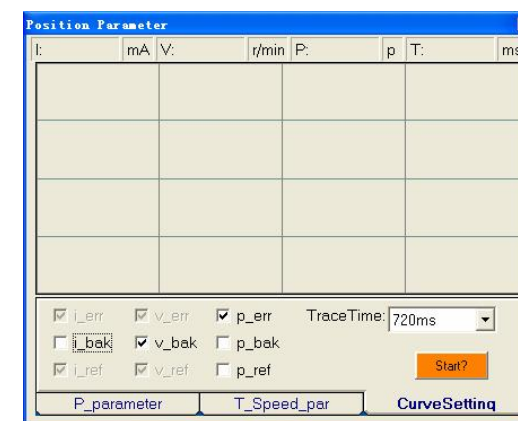 Position Parameter
I: mA V: r/min P: p T: ms
i_err v_err p_err TraceTime: 720ms
i_bak v_bak p_bak
i_ref v_ref p_ref Start?
P_parameter T_Speed_par CurveSetting